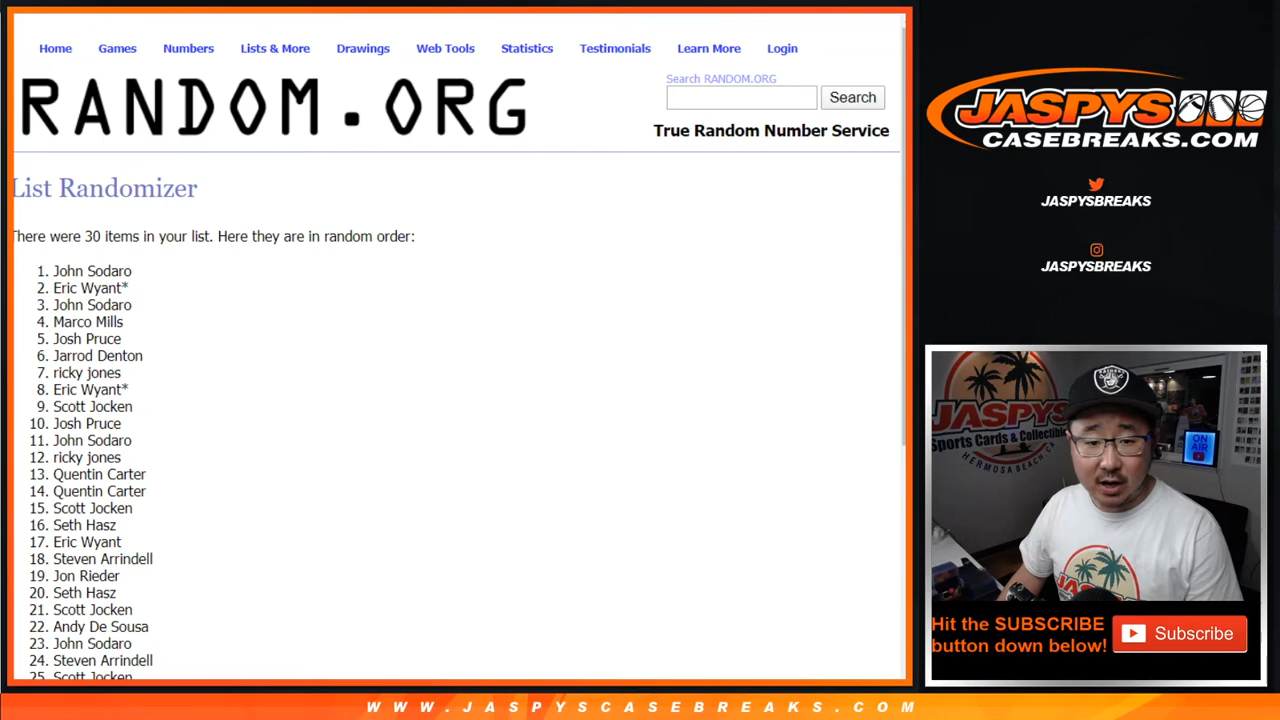 Home Games Numbers Lists & More Drawings Web Tools Statistics Testimonials Learn More Login
RANDOM.ORG
Search RANDOM.ORG
Search
True Random Number Service
List Randomizer
There were 30 items in your list. Here they are in random order:
1. John Sodaro
2. Eric Wyant*
3. John Sodaro
4. Marco Mills
5. Josh Pruce
6. Jarrod Denton
7. ricky jones
8. Eric Wyant*
9. Scott Jocken
10. Josh Pruce
11. John Sodaro
12. ricky jones
13. Quentin Carter
14. Quentin Carter
15. Scott Jocken
16. Seth Hasz
17. Eric Wyant
18. Steven Arrindell
19. Jon Rieder
20. Seth Hasz
21. Scott Jocken
22. Andy De Sousa
23. John Sodaro
24. Steven Arrindell
25. Scott Jocken
JASPYS
CASEBREAKS.COM
JASPYSBREAKS
JASPYSBREAKS
JASPYS
Sports Cards & Collectibles
HERMOSA BEACH, CA
ON AIR
JASPYS
Hit the SUBSCRIBE
button down below!
Subscribe
WWW.JASPYSCASEBREAKS.COM